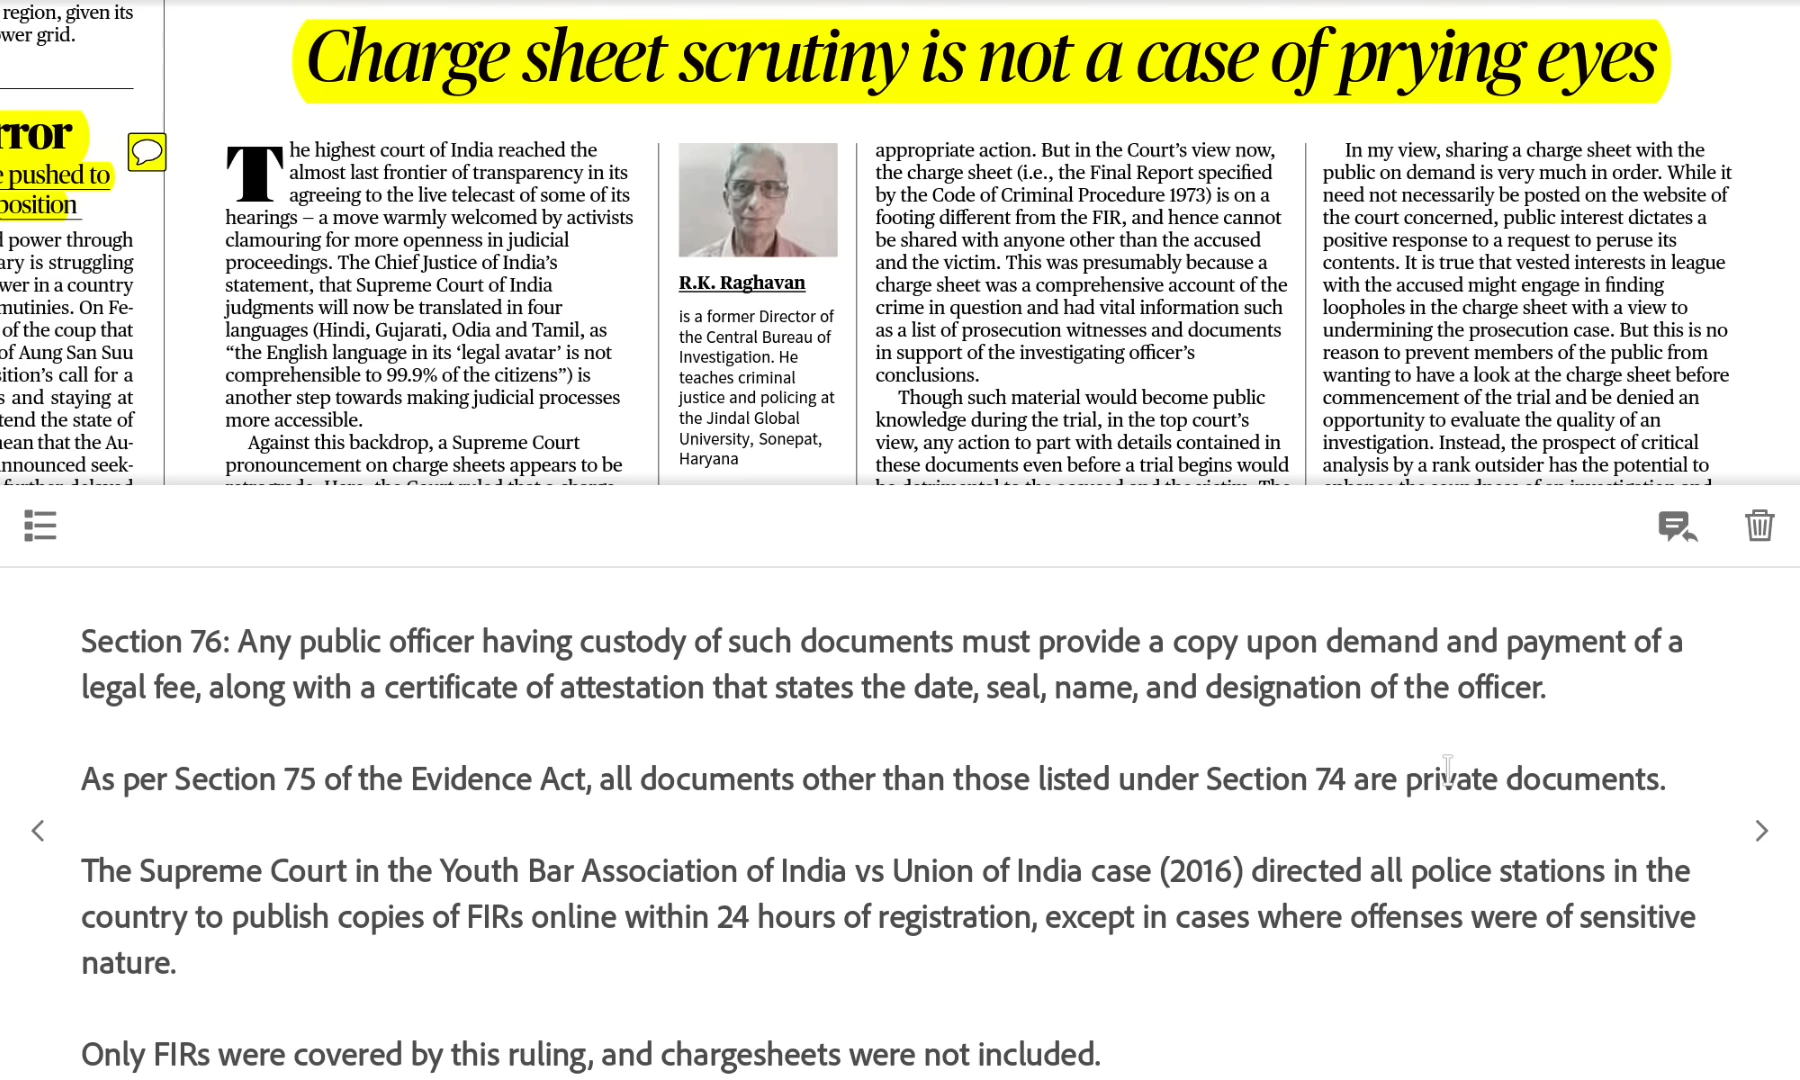 region, given its
wer grid.
Charge sheet scrutiny is not a case of prying eyes
rror
pushed to
position
power through
ary is struggling
wer in a country
mutinies. On Fe-
of the coup that
of Aung San Suu
sition's call for a
s and staying at
tend the state of
nean that the Au-
nnounced seek-
The highest court of India reached the
almost last frontier of transparency in its
agreeing to the live telecast of some of its
hearings – a move warmly welcomed by activists
clamouring for more openness in judicial
proceedings. The Chief Justice of India's
statement, that Supreme Court of India
judgments will now be translated in four
languages (Hindi, Gujarati, Odia and Tamil, as
“the English language in its ‘legal avatar’ is not
comprehensible to 99.9% of the citizens”) is
another step towards making judicial processes
more accessible.
Against this backdrop, a Supreme Court
pronouncement on charge sheets appears to be
R.K. Raghavan
is a former Director of
the Central Bureau of
Investigation. He
teaches criminal
justice and policing at
the Jindal Global
University, Sonepat,
Haryana
appropriate action. But in the Court's view now,
the charge sheet (i.e., the Final Report specified
by the Code of Criminal Procedure 1973) is on a
footing different from the FIR, and hence cannot
be shared with anyone other than the accused
and the victim. This was presumably because a
charge sheet was a comprehensive account of the
crime in question and had vital information such
as a list of prosecution witnesses and documents
in support of the investigating officer's
conclusions.
Though such material would become public
knowledge during the trial, in the top court's
view, any action to part with details contained in
these documents even before a trial begins would
In my view, sharing a charge sheet with the
public on demand is very much in order. While it
need not necessarily be posted on the website of
the court concerned, public interest dictates a
positive response to a request to peruse its
contents. It is true that vested interests in league
with the accused might engage in finding
loopholes in the charge sheet with a view to
undermining the prosecution case. But this is no
reason to prevent members of the public from
wanting to have a look at the charge sheet before
commencement of the trial and be denied an
opportunity to evaluate the quality of an
investigation. Instead, the prospect of critical
analysis by a rank outsider has the potential to
Section 76: Any public officer having custody of such documents must provide a copy upon demand and payment of a
legal fee, along with a certificate of attestation that states the date, seal, name, and designation of the officer.
As per Section 75 of the Evidence Act, all documents other than those listed under Section 74 are private documents.
The Supreme Court in the Youth Bar Association of India vs Union of India case (2016) directed all police stations in the
country to publish copies of FIRs online within 24 hours of registration, except in cases where offenses were of sensitive
nature.
Only FIRs were covered by this ruling, and chargesheets were not included.